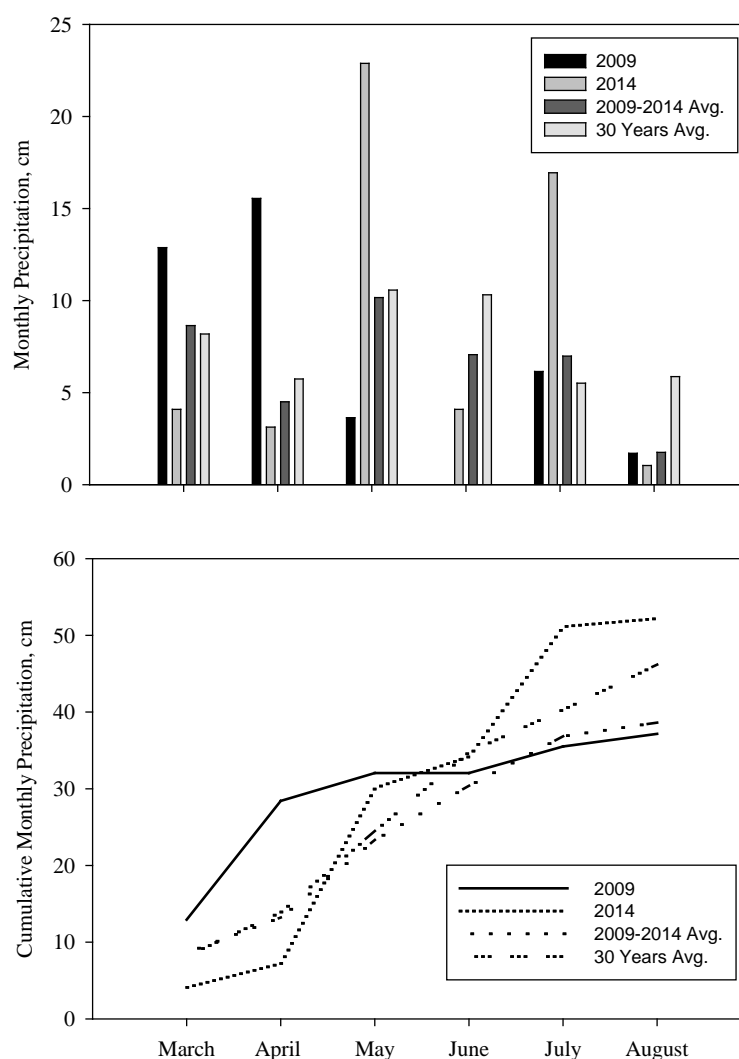 25
20
15
10
5
0
Monthly Precipitation, cm
2009
2014
2009-2014 Avg.
30 Years Avg.
60
50
40
30
20
10
0
Cumulative Monthly Precipitation, cm
2009
2014
2009-2014 Avg.
30 Years Avg.
March April May June July August